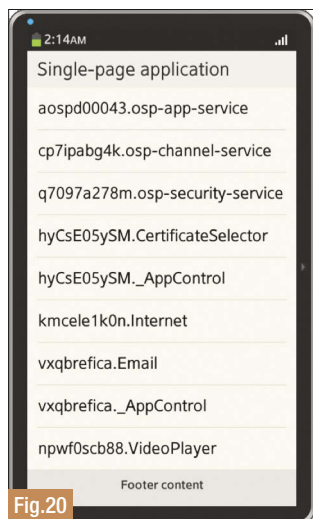 2:14AM
Single-page application
aospd00043.osp-app-service
cp7ipabg4k.osp-channel-service
q7097a278m.osp-security-service
hyCsE05ySM.CertificateSelector
hyCsE05ySM._AppControl
kmcele1k0n.Internet
vxqbrefica.Email
vxqbrefica._AppControl
npwf0scb88.VideoPlayer
Footer content
Fig.20